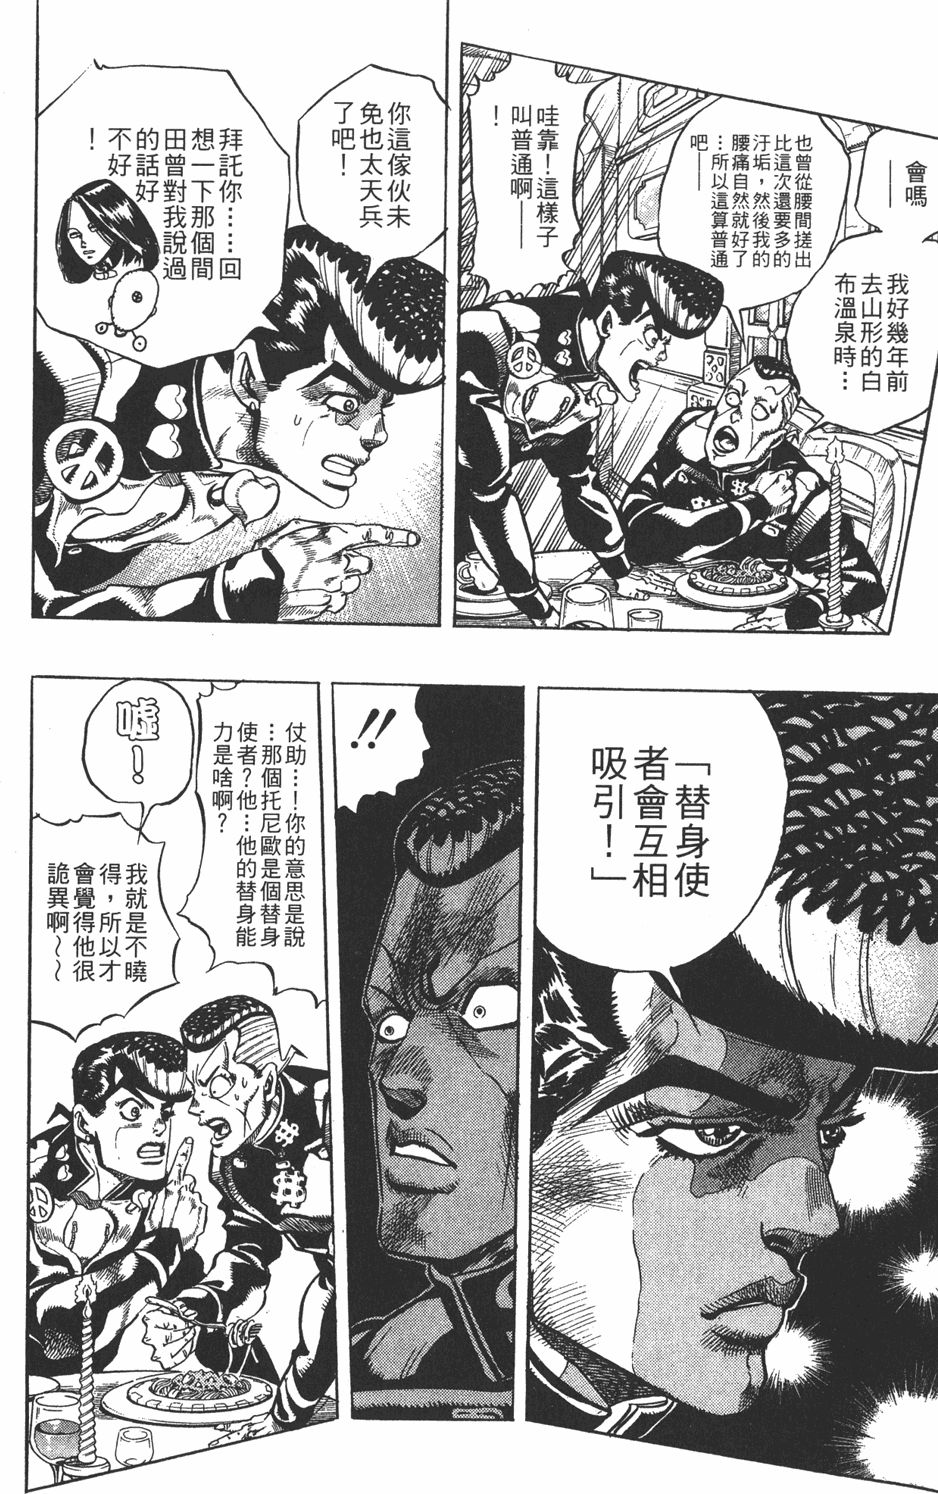 會嗎
——
我好幾年前
去山形的白
布溫泉時…
也曾從腰間搓出
比這次還要多的
汙垢，然後我的
腰痛自然就好了
…所以這算普通
吧——
哇靠！這樣子
叫普通啊——
！
你這傢伙未
免也太天兵
了吧！
拜託你……回
想一下那個間
田曾對我說過
的話好
不好
！
「替身使
者會互相
吸引！」
!!
仗助…！你的意思是說
…那個托尼歐是個替身
使者？他…他的替身能
力是啥啊？
噓！
我就是不曉
得，所以才
會覺得他很
詭異啊～～